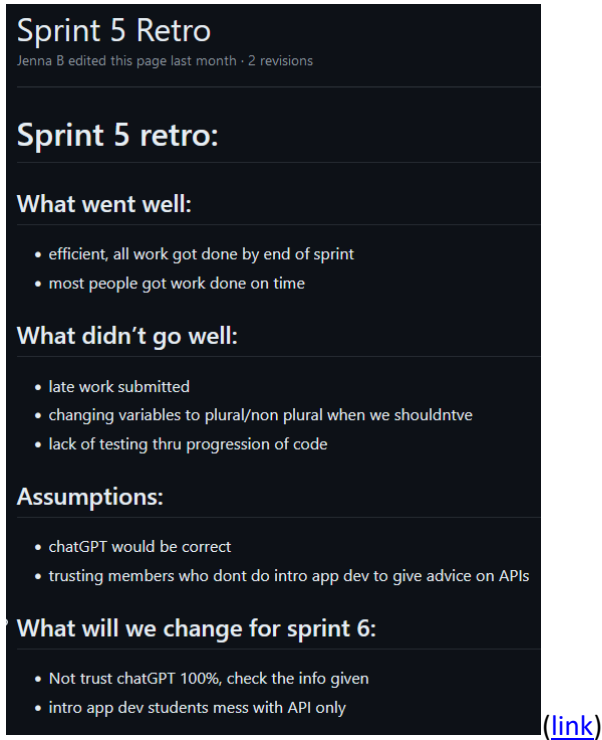 Sprint 5 Retro
Jenna B edited this page last month · 2 revisions
Sprint 5 retro:
What went well:
• efficient, all work got done by end of sprint
• most people got work done on time
What didn’t go well:
• late work submitted
• changing variables to plural/non plural when we shouldntve
• lack of testing thru progression of code
Assumptions:
• chatGPT would be correct
• trusting members who dont do intro app dev to give advice on APIs
What will we change for sprint 6:
• Not trust chatGPT 100%, check the info given
• intro app dev students mess with API only
(link)